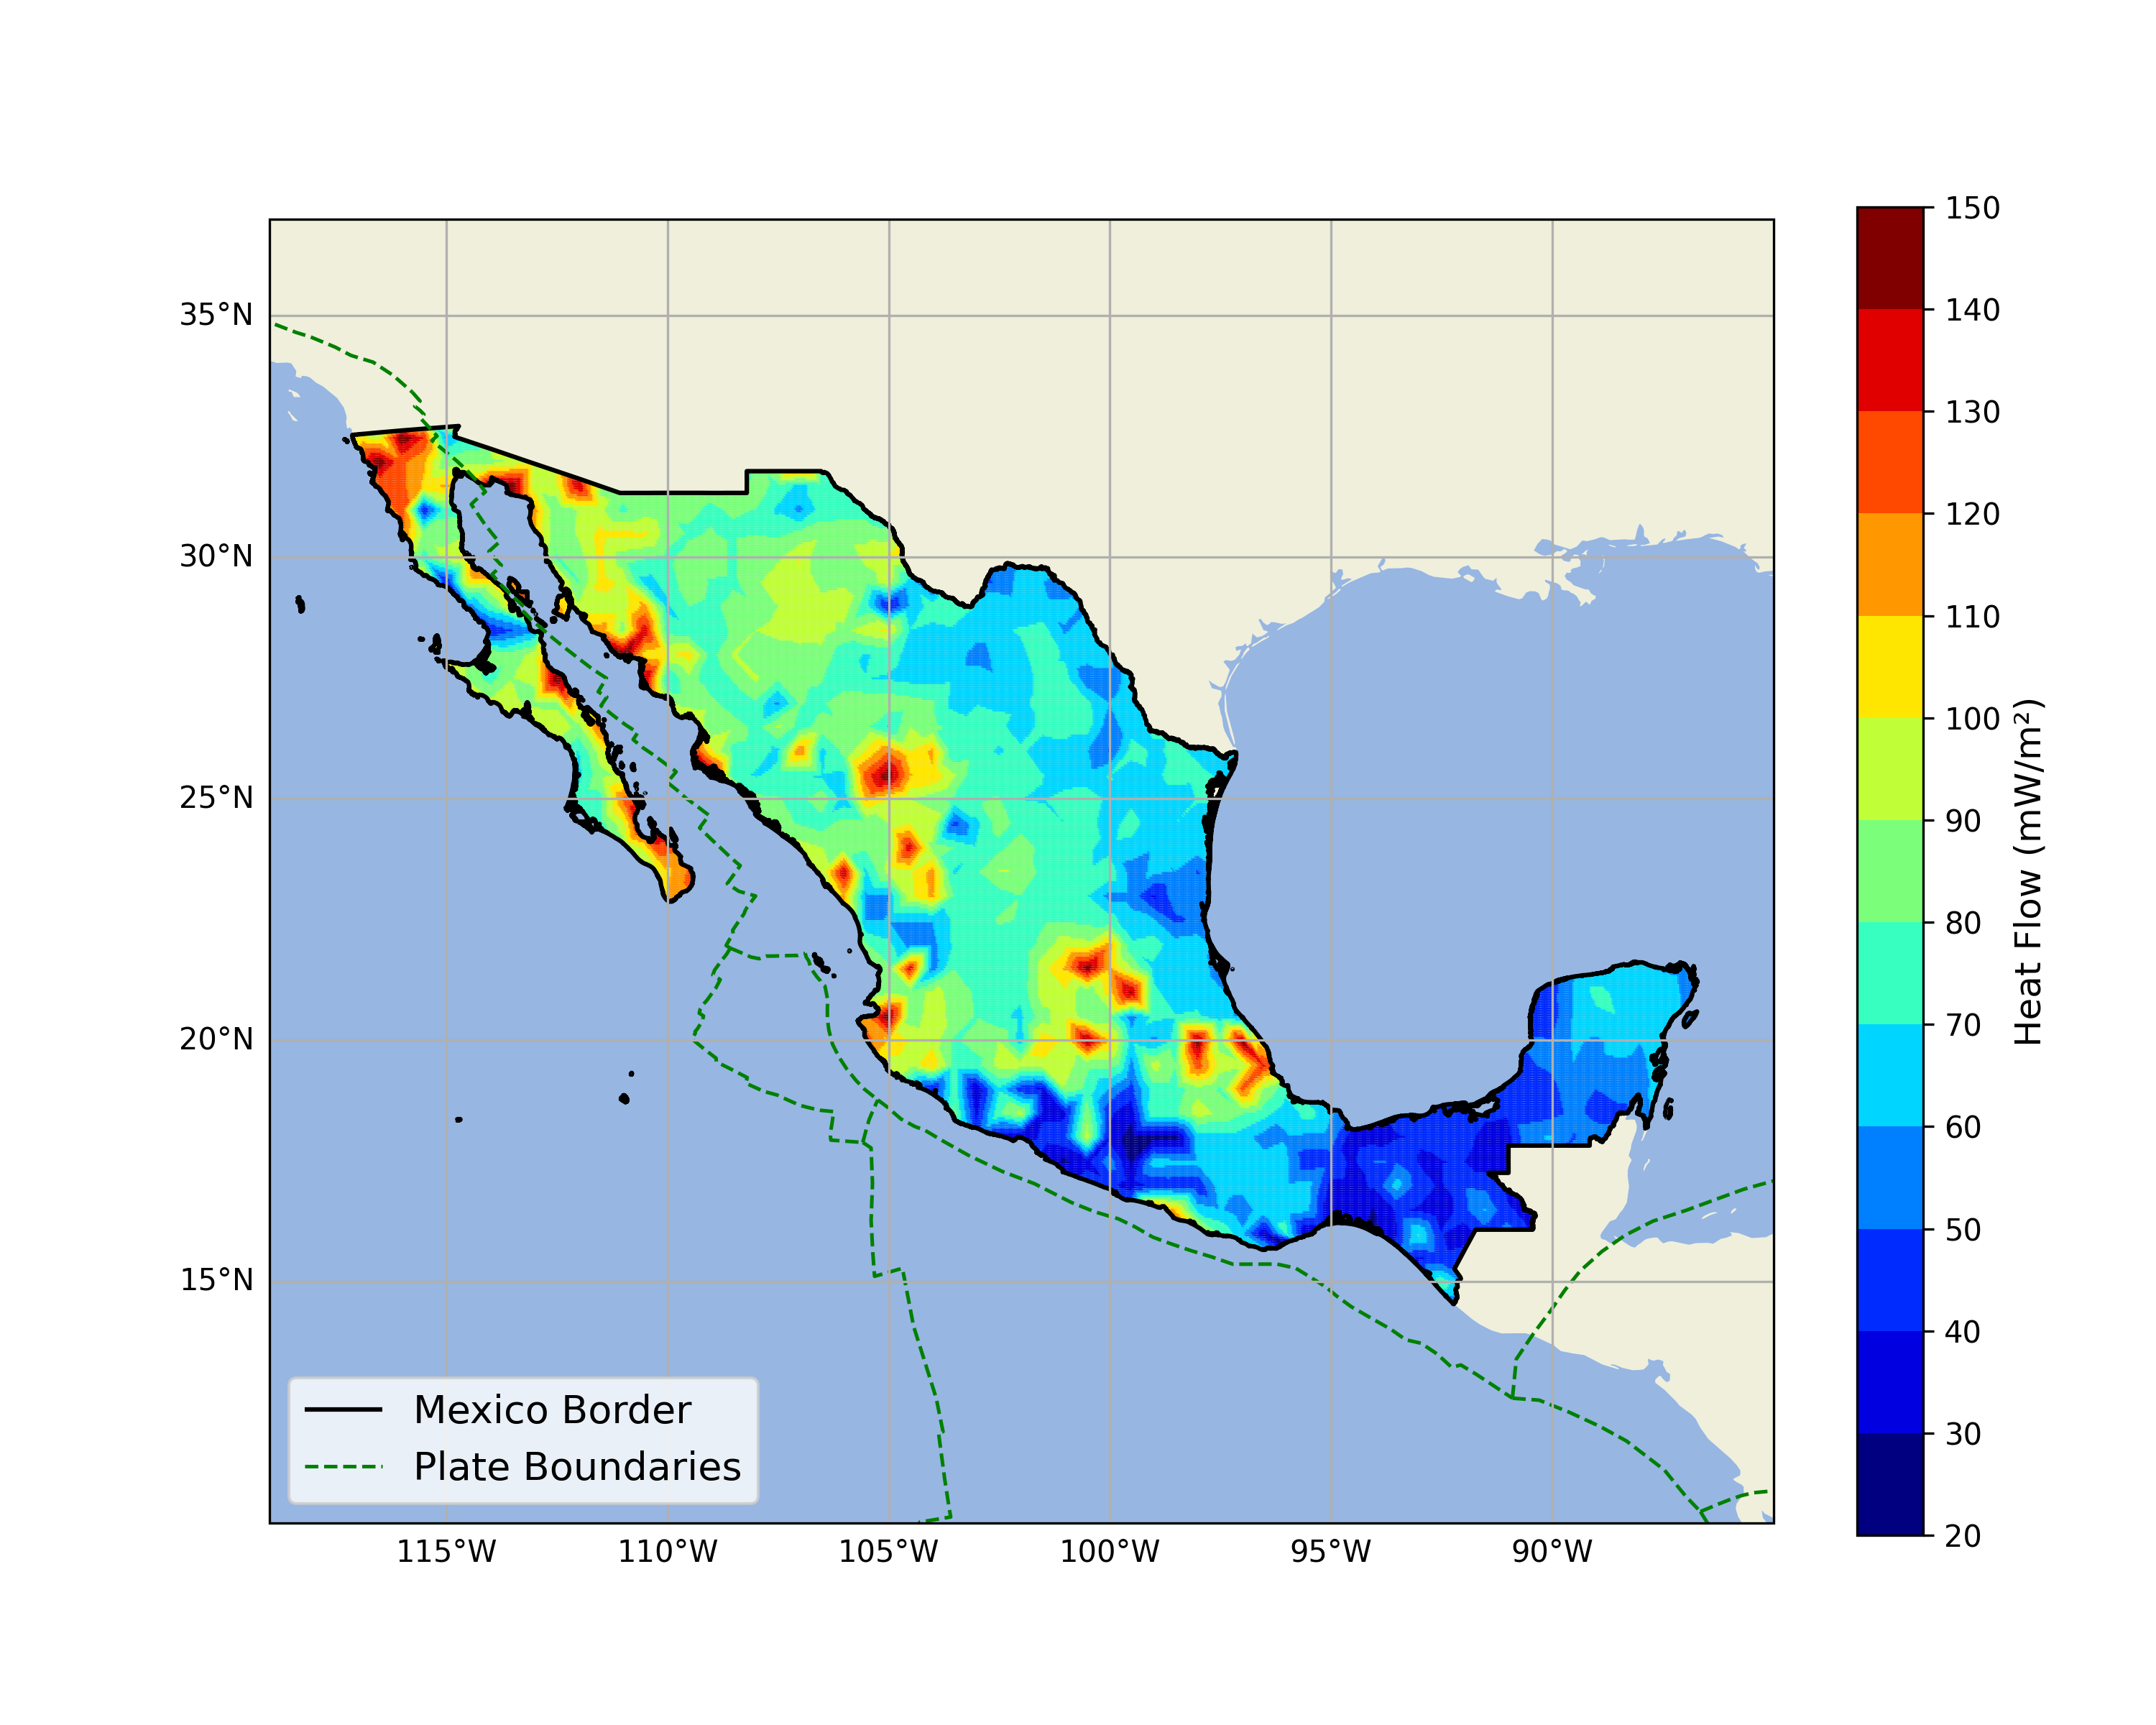 35°N
30°N
25°N
20°N
15°N
115°W
110°W
105°W
100°W
95°W
90°W
Mexico Border
Plate Boundaries
150
140
130
120
110
100
90
80
70
60
50
40
30
20
Heat Flow (mW/m²)